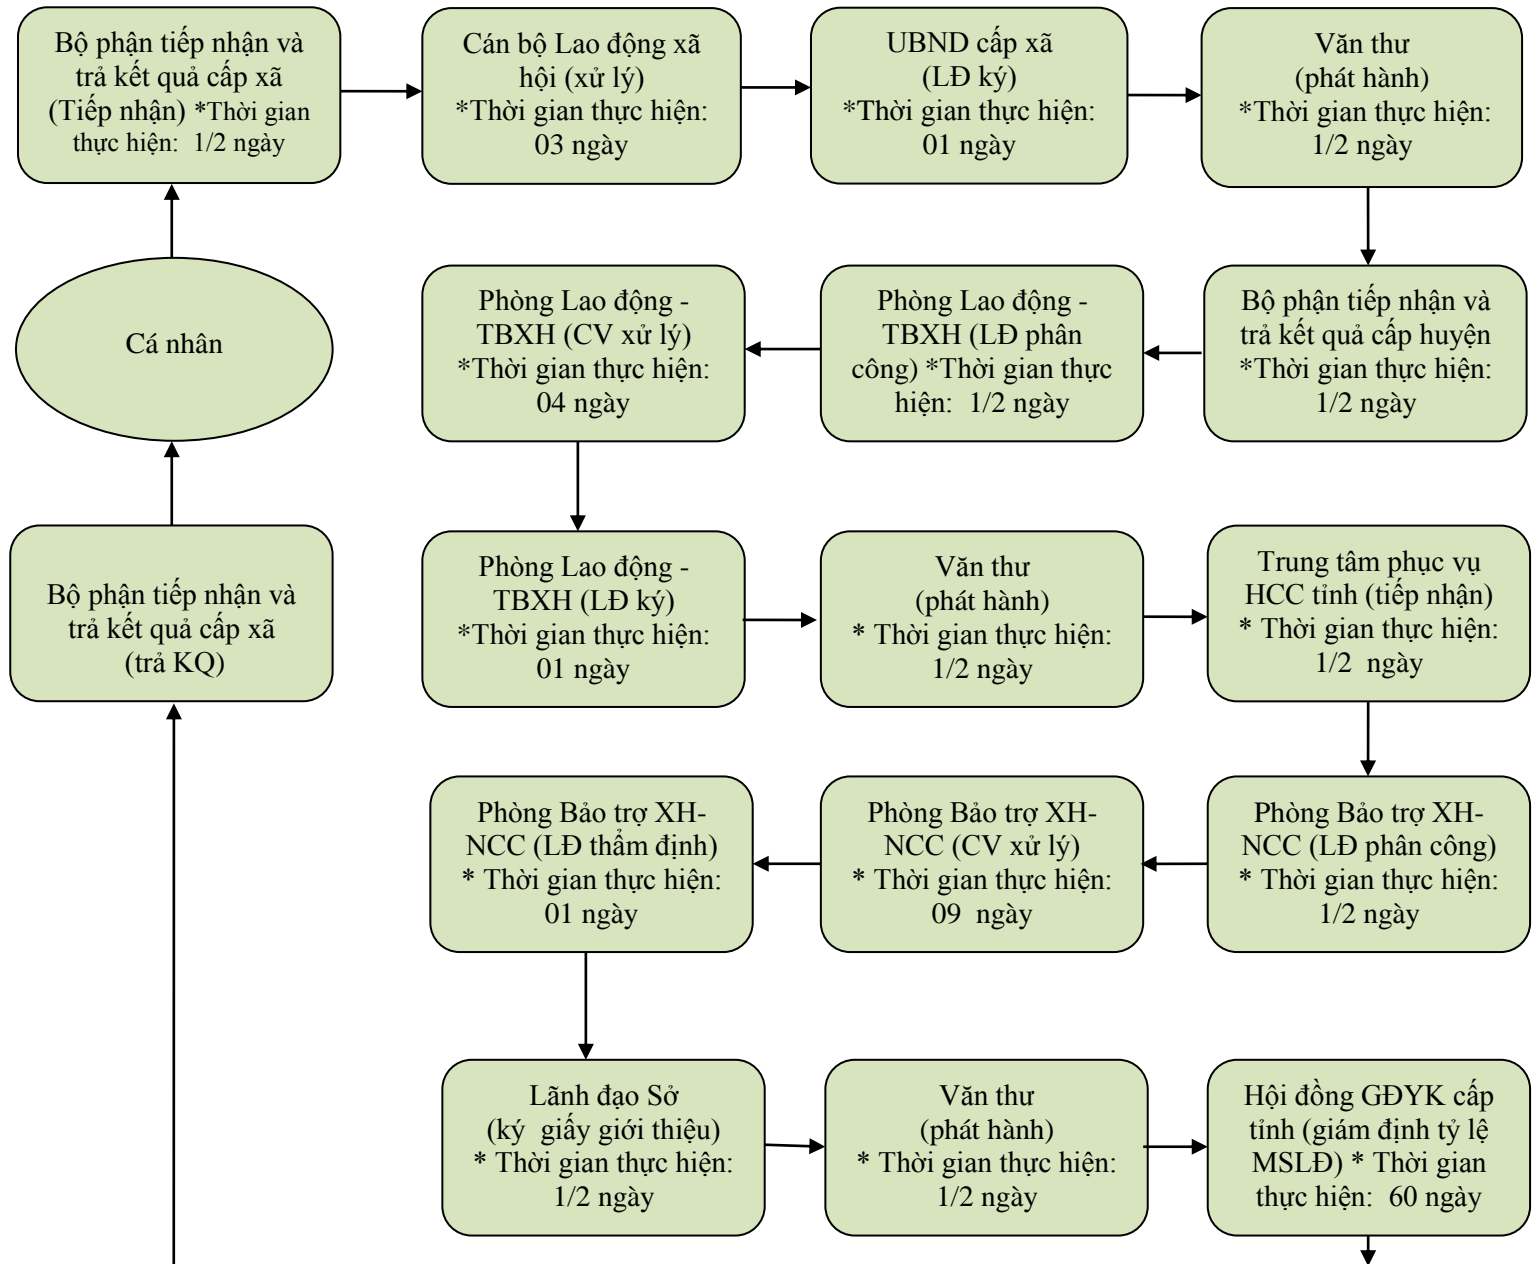 Bộ phận tiếp nhận và
trả kết quả cấp xã
(Tiếp nhận) *Thời gian
thực hiện: 1/2 ngày
Cán bộ Lao động xã
hội (xử lý)
*Thời gian thực hiện:
03 ngày
UBND cấp xã
(LĐ ký)
*Thời gian thực hiện:
01 ngày
Văn thư
(phát hành)
*Thời gian thực hiện:
1/2 ngày
Cá nhân
Phòng Lao động -
TBXH (CV xử lý)
*Thời gian thực hiện:
04 ngày
Phòng Lao động -
TBXH (LĐ phân
công) *Thời gian thực
hiện: 1/2 ngày
Bộ phận tiếp nhận và
trả kết quả cấp huyện
*Thời gian thực hiện:
1/2 ngày
Bộ phận tiếp nhận và
trả kết quả cấp xã
(trả KQ)
Phòng Lao động -
TBXH (LĐ ký)
*Thời gian thực hiện:
01 ngày
Văn thư
(phát hành)
* Thời gian thực hiện:
1/2 ngày
Trung tâm phục vụ
HCC tỉnh (tiếp nhận)
* Thời gian thực hiện:
1/2 ngày
Phòng Bảo trợ XH-
NCC (LĐ thẩm định)
* Thời gian thực hiện:
01 ngày
Phòng Bảo trợ XH-
NCC (CV xử lý)
* Thời gian thực hiện:
09 ngày
Phòng Bảo trợ XH-
NCC (LĐ phân công)
* Thời gian thực hiện:
1/2 ngày
Lãnh đạo Sở
(ký giấy giới thiệu)
* Thời gian thực hiện:
1/2 ngày
Văn thư
(phát hành)
* Thời gian thực hiện:
1/2 ngày
Hội đồng GĐYK cấp
tỉnh (giám định tỷ lệ
MSLĐ) * Thời gian
thực hiện: 60 ngày